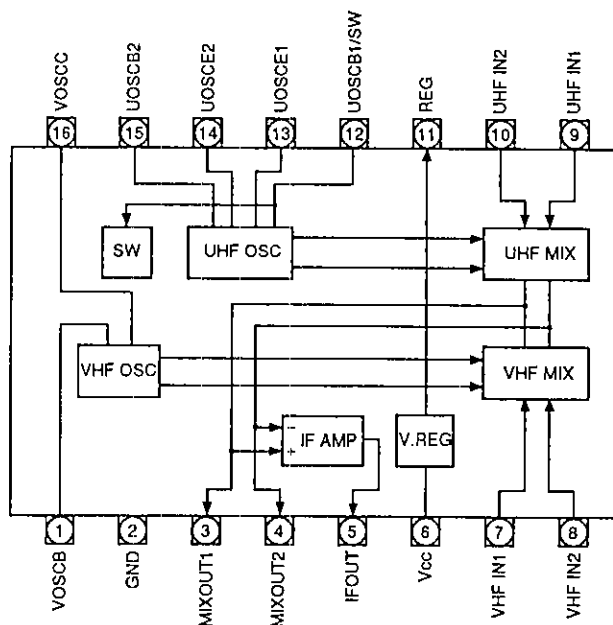 VOSCC
UOSCB2
UOSCE2
UOSCE1
UOSCB1/SW
REG
UHF IN2
UHF IN1
16
15
14
13
12
11
10
9
SW
UHF OSC
UHF MIX
VHF OSC
VHF MIX
−
+
IF AMP
V.REG
1
2
3
4
5
6
7
8
VOSCB
GND
MIXOUT1
MIXOUT2
IFOUT
Vcc
VHF IN1
VHF IN2